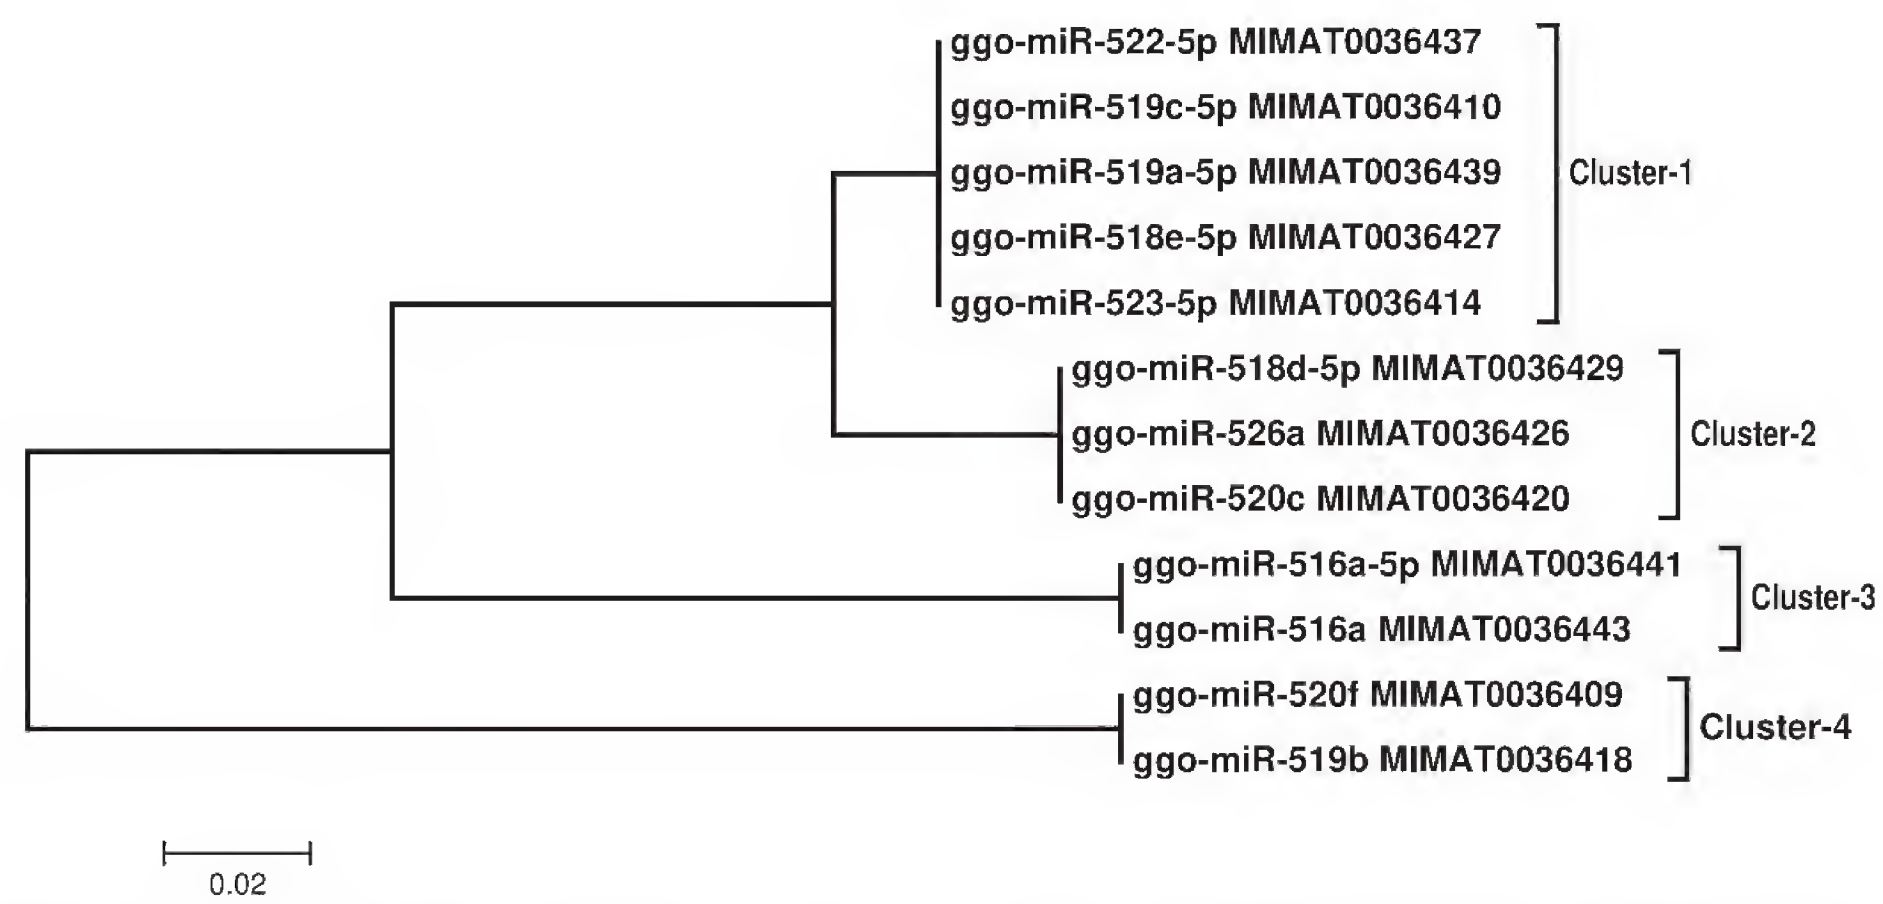 ggo-miR-522-5p MIMAT0036437
ggo-miR-519c-5p MIMAT0036410
ggo-miR-519a-5p MIMAT0036439
Cluster-1
ggo-miR-518e-5p MIMAT0036427
ggo-miR-523-5p MIMAT0036414
ggo-miR-518d-5p MIMAT0036429
ggo-miR-526a MIMAT0036426
Cluster-2
ggo-miR-520c MIMAT0036420
ggo-miR-516a-5p MIMAT0036441
Cluster-3
ggo-miR-516a MIMAT0036443
ggo-miR-520f MIMAT0036409
Cluster-4
ggo-miR-519b MIMAT0036418
0.02